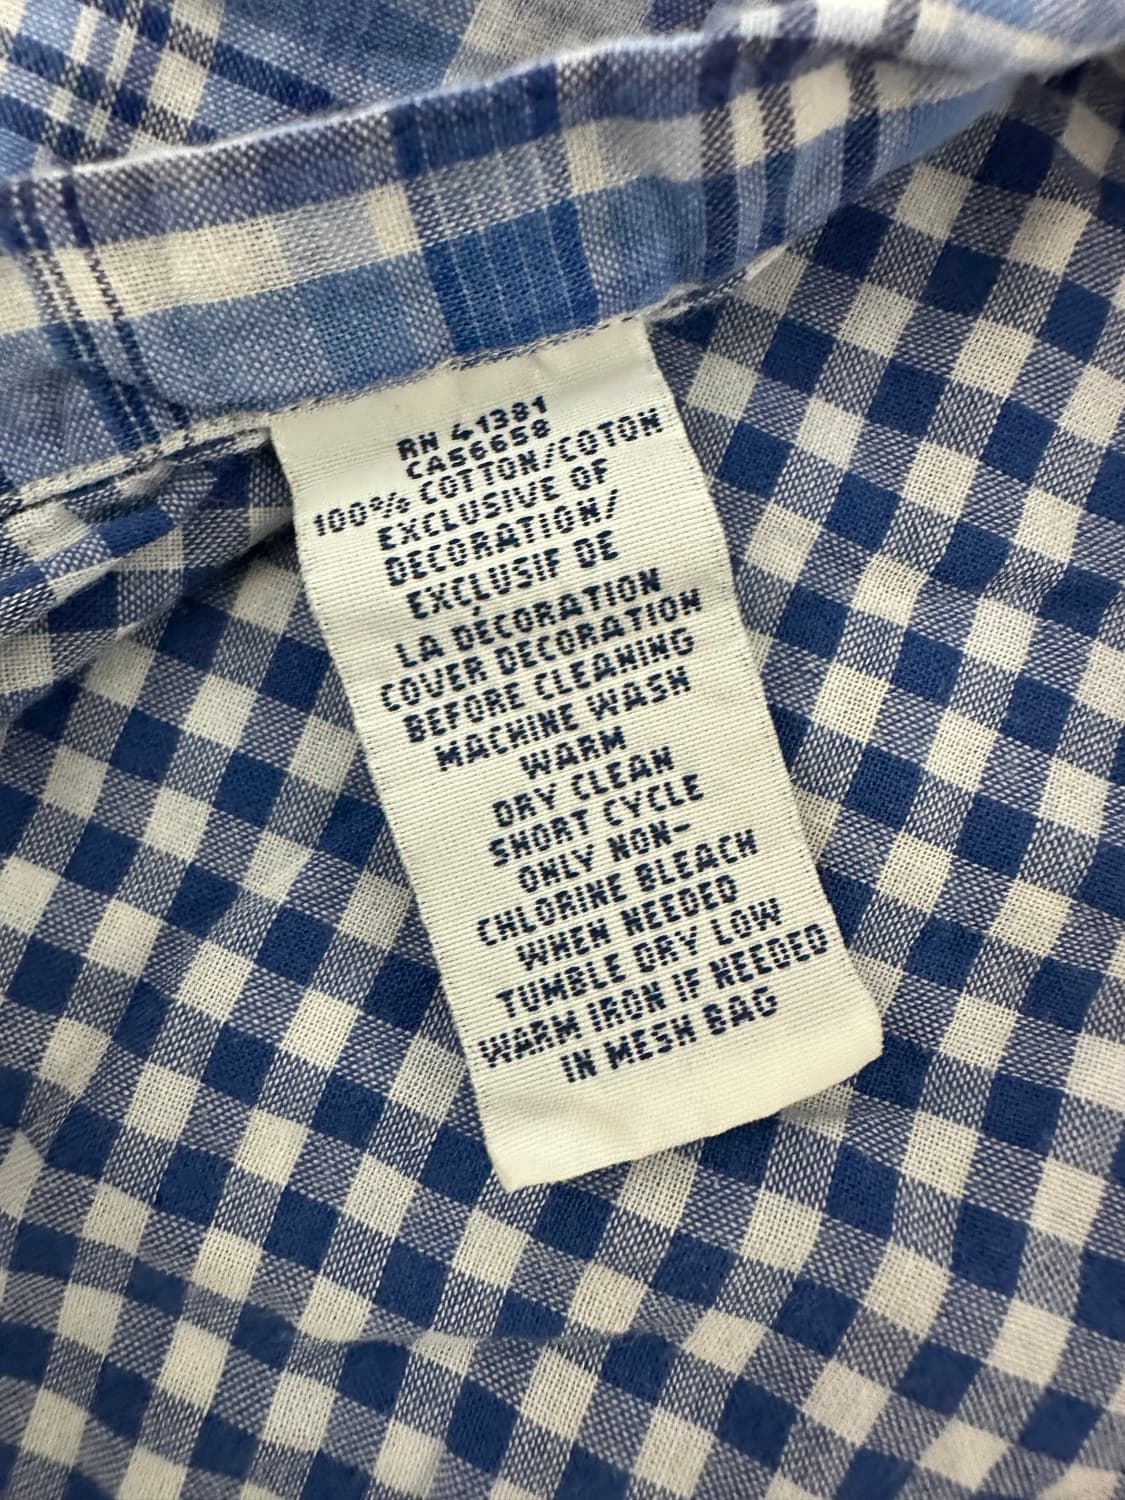 RN 41381
CA56658
100% COTTON/COTON
EXCLUSIVE OF
DECORATION/
EXCLUSIF DE
LA DÉCORATION
COVER DECORATION
BEFORE CLEANING
MACHINE WASH
WARM
DRY CLEAN
SHORT CYCLE
ONLY NON-
CHLORINE BLEACH
WHEN NEEDED
TUMBLE DRY LOW
WARM IRON IF NEEDED
IN MESH BAG